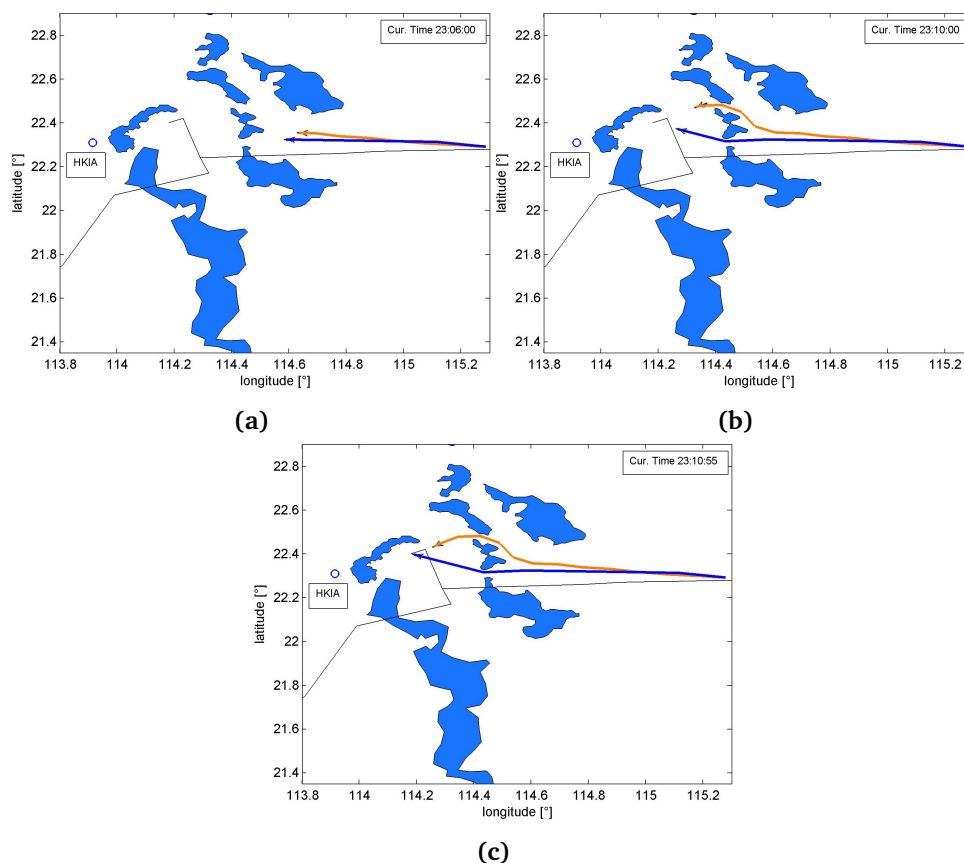 Cur. Time 23:06:00
22.8
22.6
22.4
22.2
22
21.8
21.6
21.4
latitude [°]
HKIA
113.8 114 114.2 114.4 114.6 114.8 115 115.2
longitude [°]
(a)
Cur. Time 23:10:00
22.8
22.6
22.4
22.2
22
21.8
21.6
21.4
latitude [°]
HKIA
113.8 114 114.2 114.4 114.6 114.8 115 115.2
longitude [°]
(b)
Cur. Time 23:10:55
22.8
22.6
22.4
22.2
22
21.8
21.6
21.4
latitude [°]
HKIA
113.8 114 114.2 114.4 114.6 114.8 115 115.2
longitude [°]
(c)